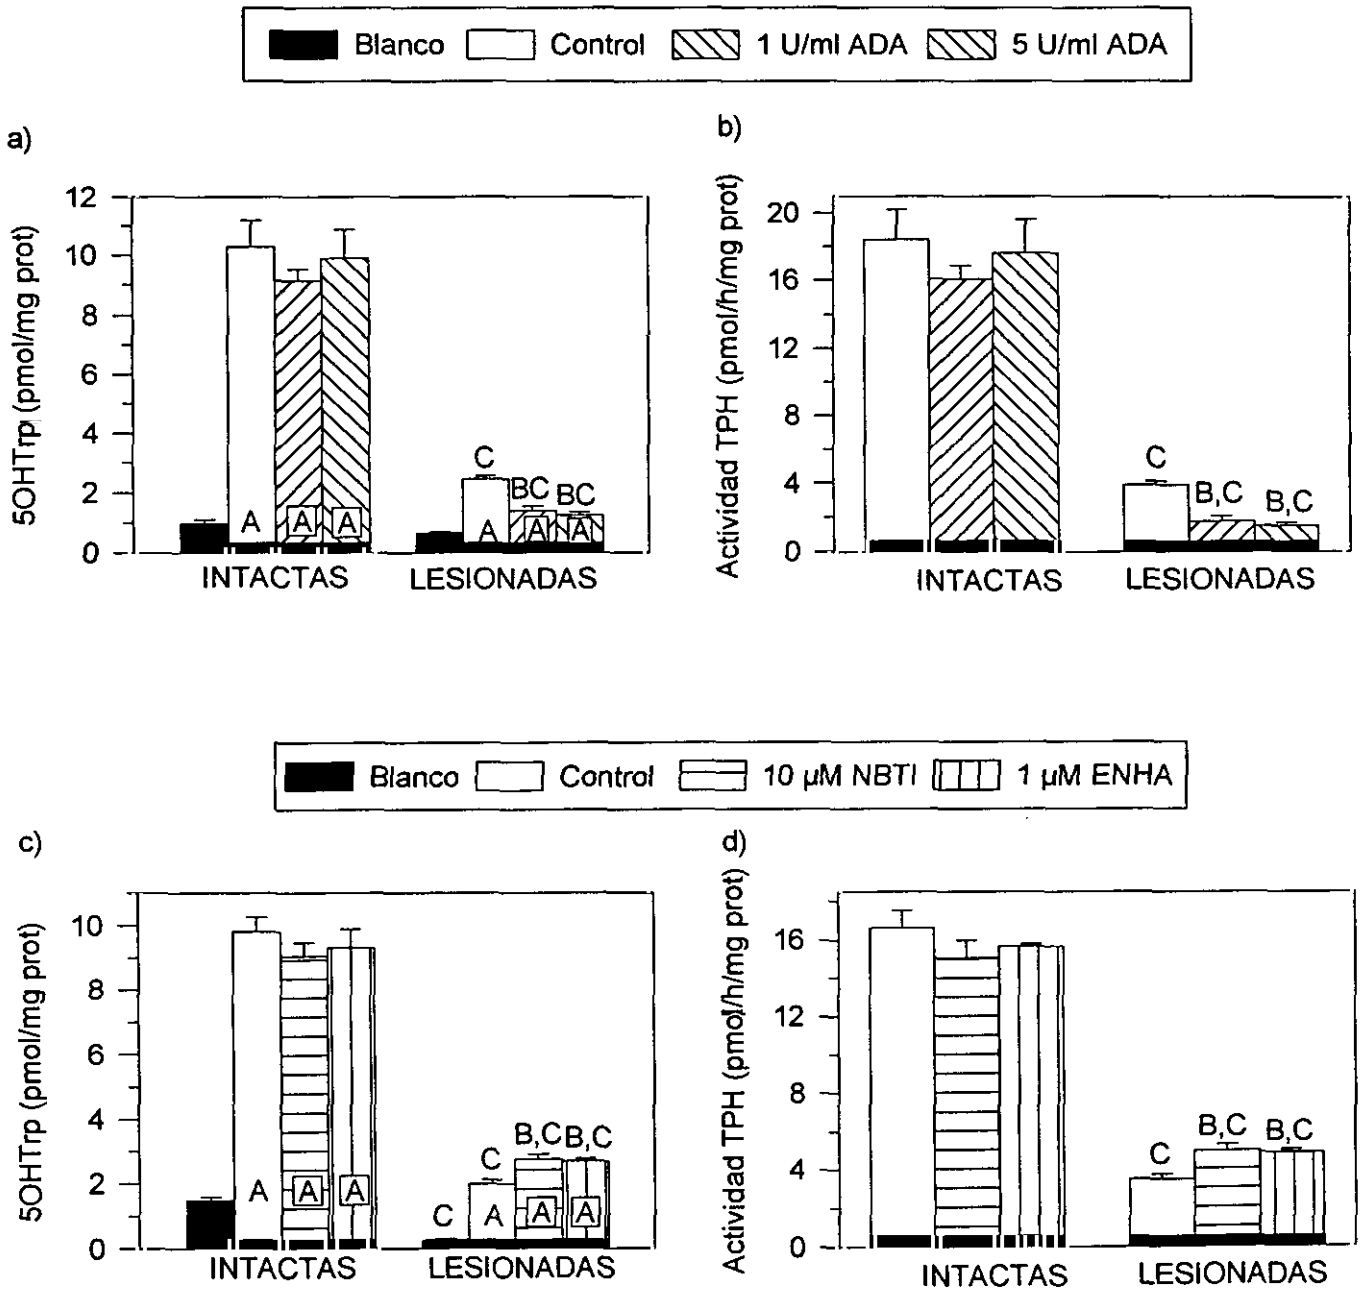 Blanco Control 1 U/ml ADA 5 U/ml ADA
a)
5OHTrp (pmol/mg prot)
12
10
8
6
4
2
0
A A A
C BC BC
A A A
INTACTAS LESIONADAS
b)
Actividad TPH (pmol/h/mg prot)
20
16
12
8
4
0
C B,C B,C
INTACTAS LESIONADAS
Blanco Control 10 µM NBTI 1 µM ENHA
c)
5OHTrp (pmol/mg prot)
10
8
6
4
2
0
A A A
C C B,C B,C
A A A
INTACTAS LESIONADAS
d)
Actividad TPH (pmol/h/mg prot)
16
12
8
4
0
C B,C B,C
INTACTAS LESIONADAS